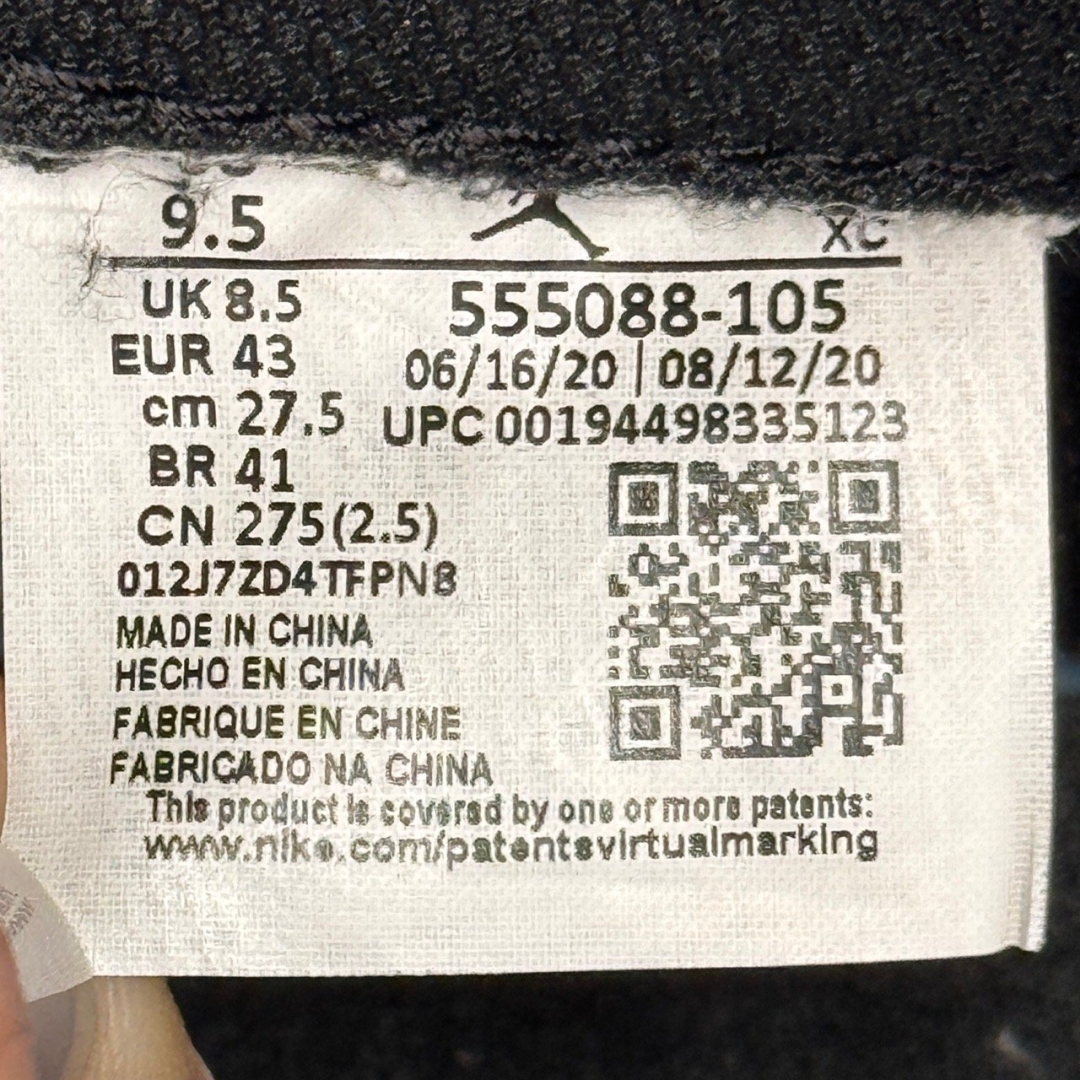 9.5 XC
UK 8.5 555088-105
EUR 43 06/16/20 | 08/12/20
cm 27.5 UPC 00194498335123
BR 41
CN 275(2.5)
012J7ZD4TFPN8
MADE IN CHINA
HECHO EN CHINA
FABRIQUE EN CHINE
FABRICADO NA CHINA
This product is covered by one or more patents:
www.nike.com/patentsvirtualmarking